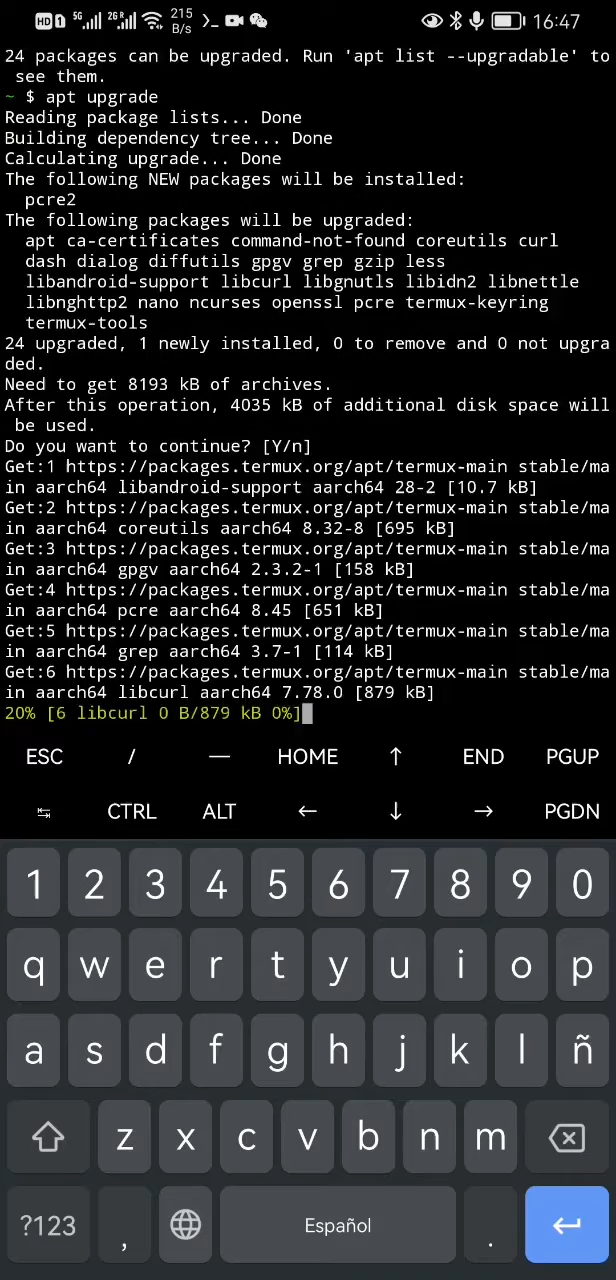 HD 1 5G 2G R 215 B/s 16:47
24 packages can be upgraded. Run 'apt list --upgradable' to
 see them.
~ $ apt upgrade
Reading package lists... Done
Building dependency tree... Done
Calculating upgrade... Done
The following NEW packages will be installed:
  pcre2
The following packages will be upgraded:
  apt ca-certificates command-not-found coreutils curl
  dash dialog diffutils gpgv grep gzip less
  libandroid-support libcurl libgnutls libidn2 libnettle
  libnghttp2 nano ncurses openssl pcre termux-keyring
  termux-tools
24 upgraded, 1 newly installed, 0 to remove and 0 not upgra
ded.
Need to get 8193 kB of archives.
After this operation, 4035 kB of additional disk space will
 be used.
Do you want to continue? [Y/n]
Get:1 https://packages.termux.org/apt/termux-main stable/ma
in aarch64 libandroid-support aarch64 28-2 [10.7 kB]
Get:2 https://packages.termux.org/apt/termux-main stable/ma
in aarch64 coreutils aarch64 8.32-8 [695 kB]
Get:3 https://packages.termux.org/apt/termux-main stable/ma
in aarch64 gpgv aarch64 2.3.2-1 [158 kB]
Get:4 https://packages.termux.org/apt/termux-main stable/ma
in aarch64 pcre aarch64 8.45 [651 kB]
Get:5 https://packages.termux.org/apt/termux-main stable/ma
in aarch64 grep aarch64 3.7-1 [114 kB]
Get:6 https://packages.termux.org/apt/termux-main stable/ma
in aarch64 libcurl aarch64 7.78.0 [879 kB]
20% [6 libcurl 0 B/879 kB 0%]
ESC / — HOME ↑ END PGUP
↹ CTRL ALT ← ↓ → PGDN
1 2 3 4 5 6 7 8 9 0
q w e r t y u i o p
a s d f g h j k l ñ
z x c v b n m
?123 , Español .